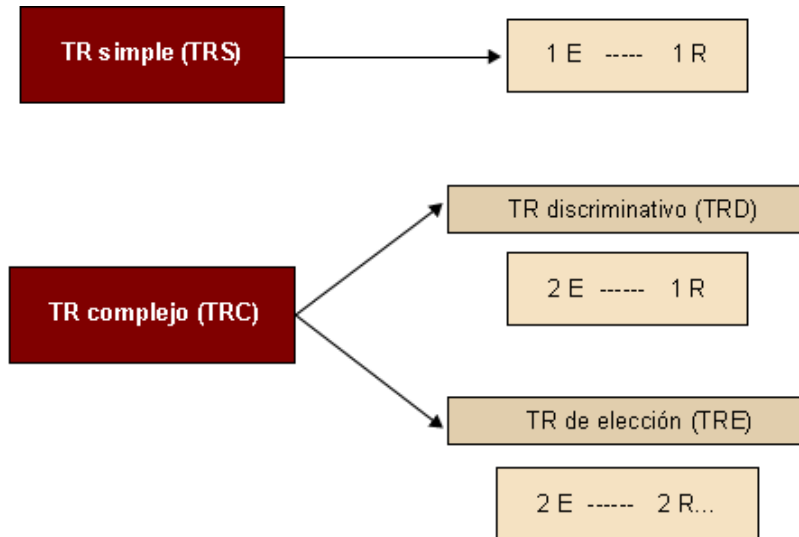 TR simple (TRS)
1 E ----- 1 R
TR discriminativo (TRD)
2 E ------ 1 R
TR complejo (TRC)
TR de elección (TRE)
2 E ------ 2 R...